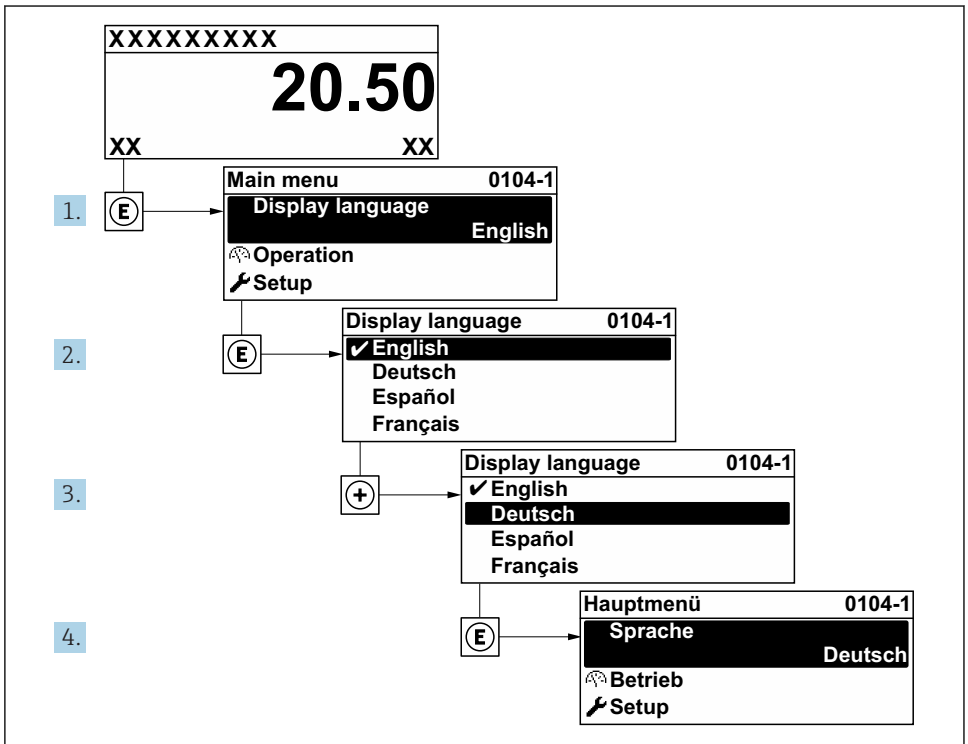 XXXXXXXXX
20.50
XX XX
1. E
Main menu 0104-1
Display language
English
Operation
Setup
2. E
Display language 0104-1
✔ English
Deutsch
Español
Français
3. +
Display language 0104-1
✔ English
Deutsch
Español
Français
4. E
Hauptmenü 0104-1
Sprache
Deutsch
Betrieb
Setup